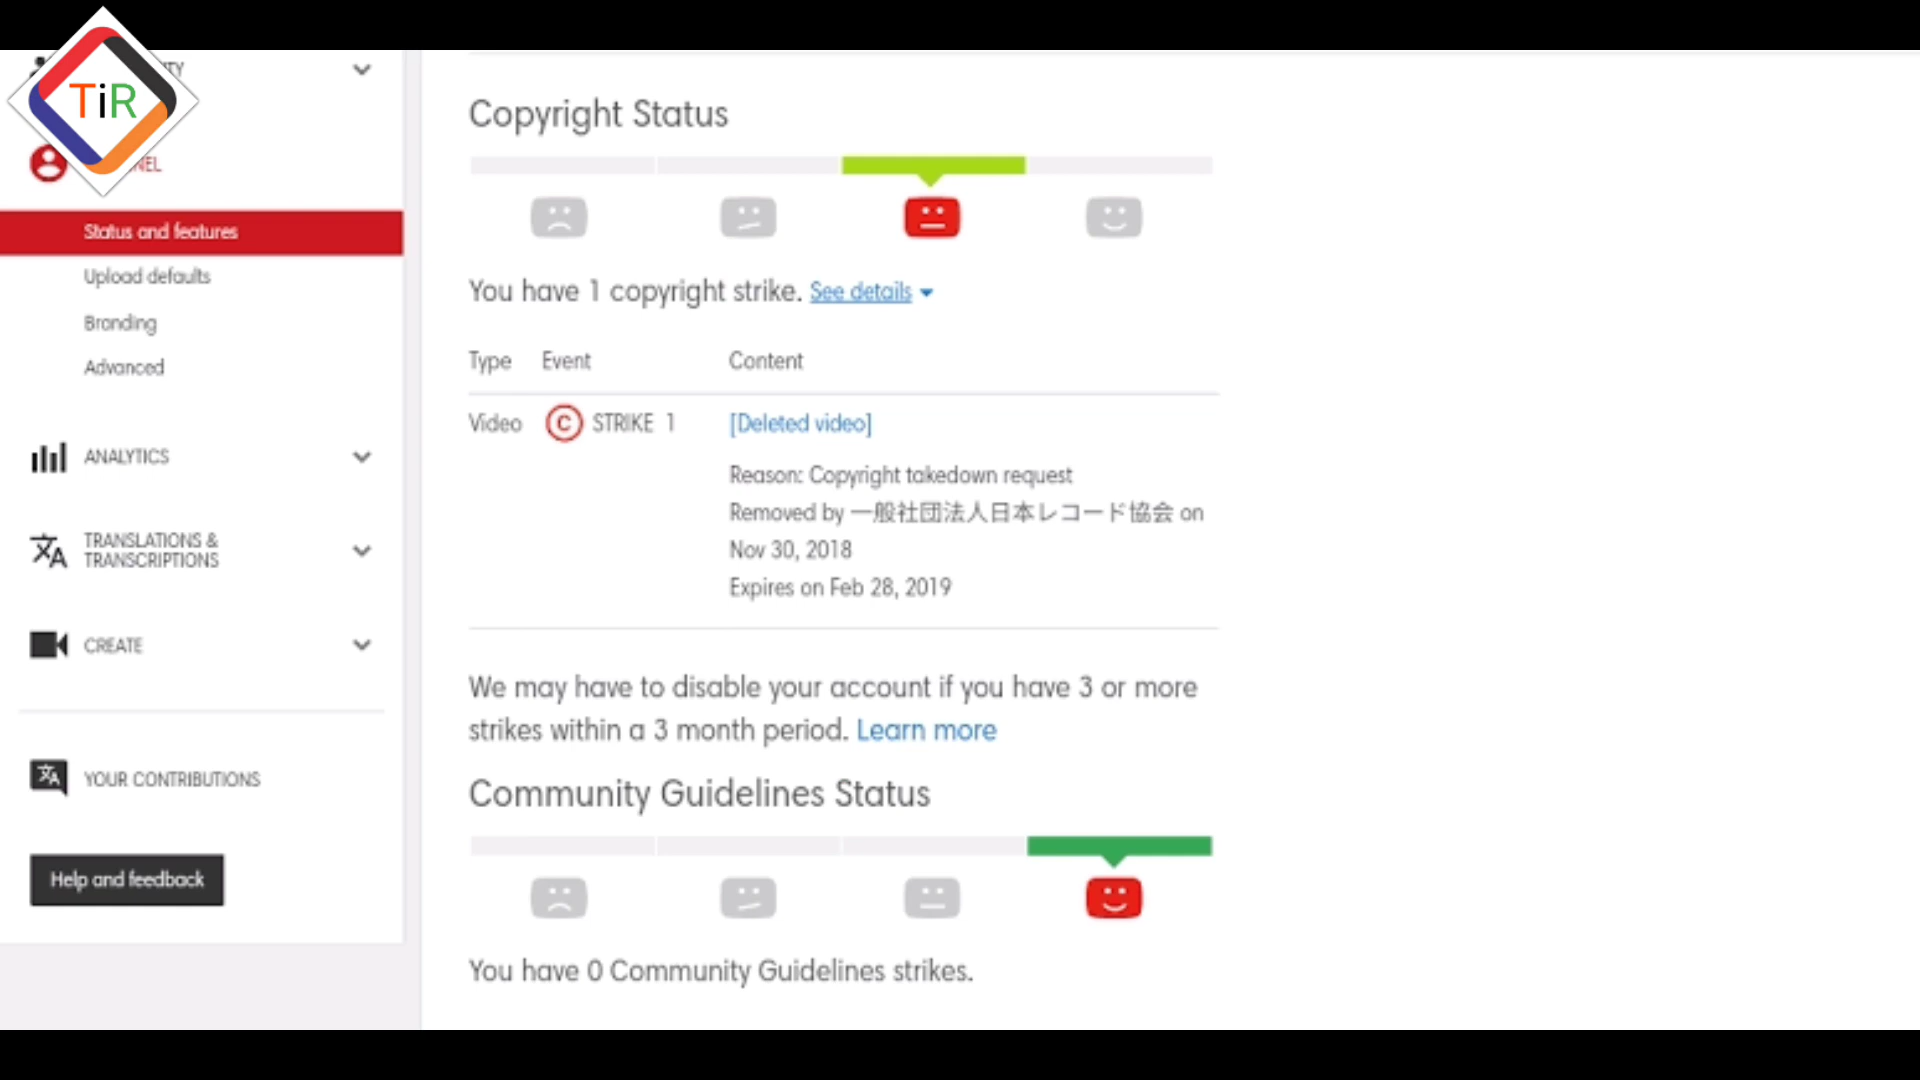 TiR
Copyright Status
Status and features
Upload defaults
Branding
Advanced
ANALYTICS
TRANSLATIONS &
TRANSCRIPTIONS
CREATE
YOUR CONTRIBUTIONS
Help and feedback
You have 1 copyright strike. See details
Type Event Content
Video C STRIKE 1 [Deleted video]
Reason: Copyright takedown request
Removed by 一般社団法人日本レコード協会 on
Nov 30, 2018
Expires on Feb 28, 2019
We may have to disable your account if you have 3 or more
strikes within a 3 month period. Learn more
Community Guidelines Status
You have 0 Community Guidelines strikes.